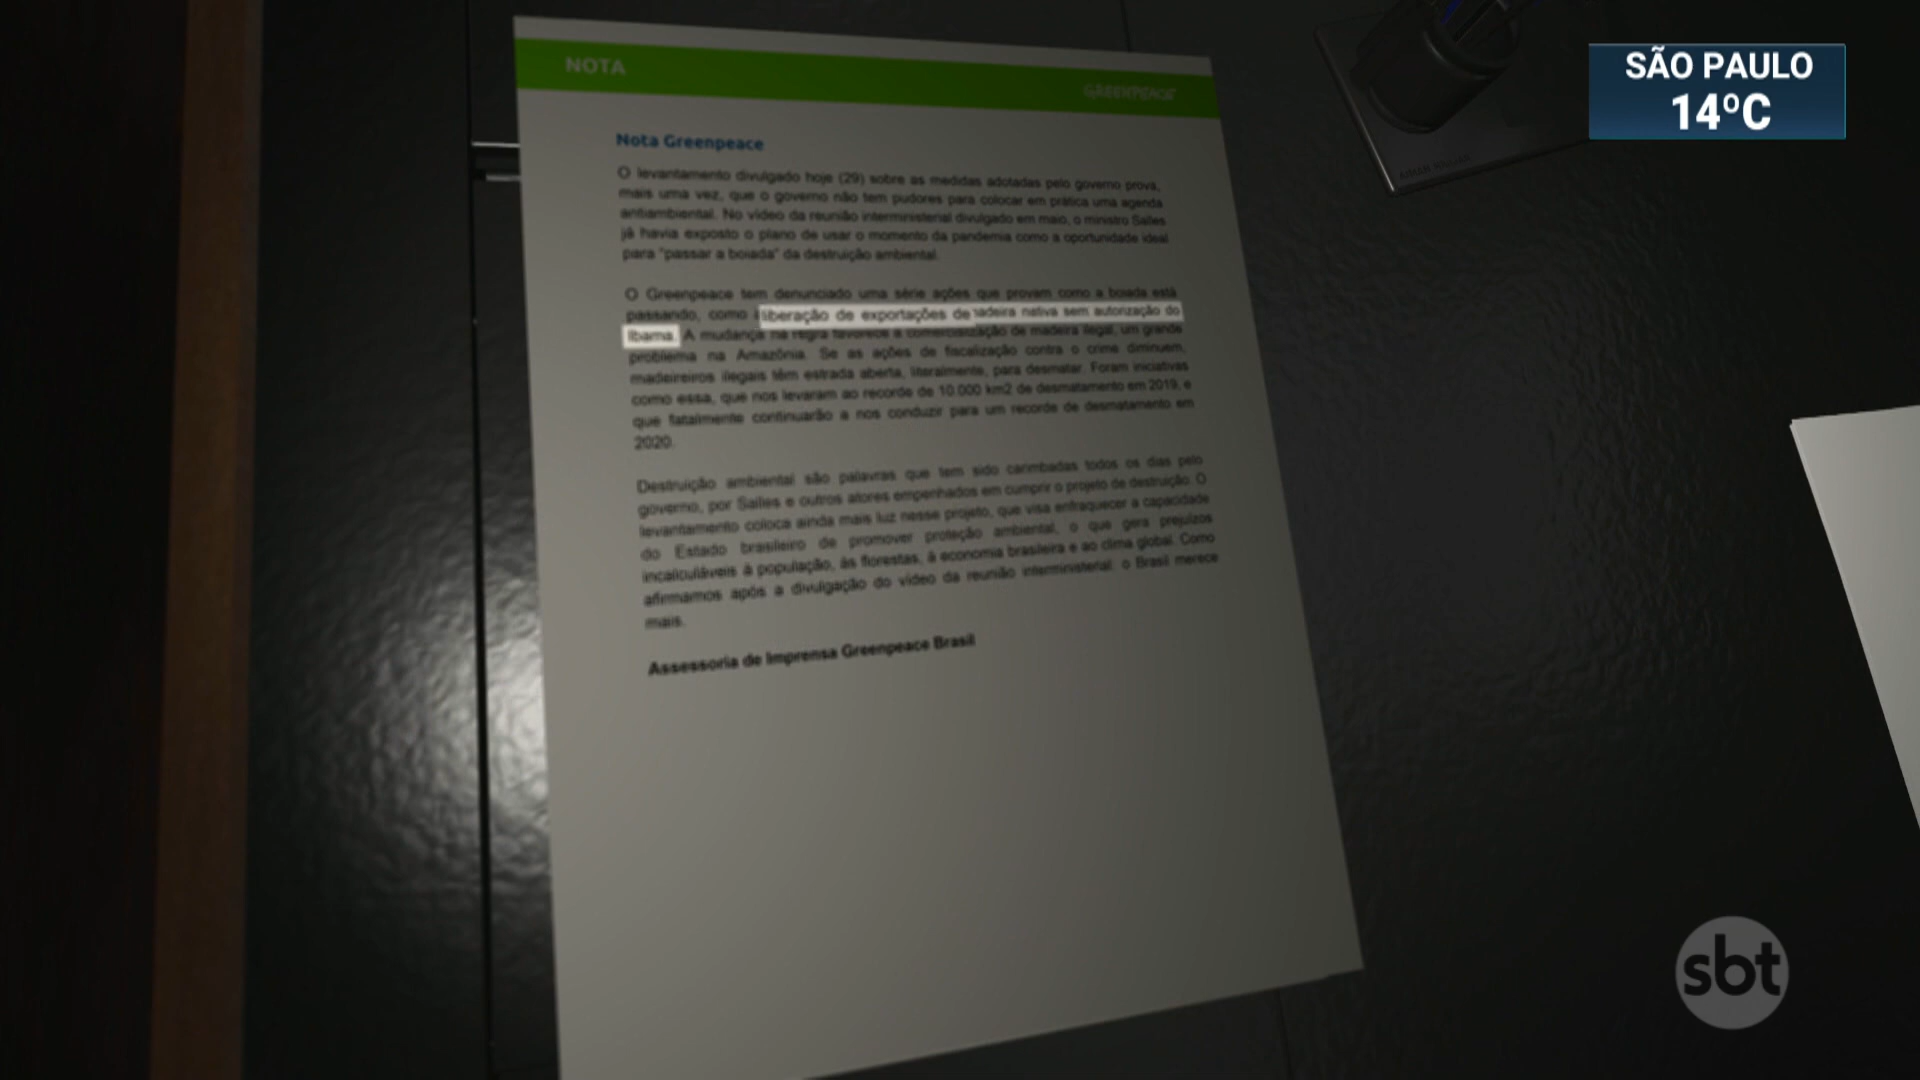 SÃO PAULO
14ºC
NOTA
GREENPEACE
Nota Greenpeace
O levantamento divulgado hoje (29) sobre as medidas adotadas pelo governo prova,
mais uma vez, que o governo não tem pudores para colocar em prática uma agenda
antiambiental. No vídeo da reunião interministerial divulgado em maio, o ministro Salles
já havia exposto o plano de usar o momento da pandemia como a oportunidade ideal
para "passar a boiada" da destruição ambiental.
O Greenpeace tem denunciado uma série ações que provam como a boiada está
passando, como liberação de exportações de madeira nativa sem autorização do
Ibama. A mudança na regra favorece a comercialização de madeira ilegal, um grande
problema na Amazônia. Se as ações de fiscalização contra o crime diminuem,
madeireiros ilegais têm estrada aberta, literalmente, para desmatar. Foram iniciativas
como essa, que nos levaram ao recorde de 10.000 km2 de desmatamento em 2019, e
que fatalmente continuarão a nos conduzir para um recorde de desmatamento em
2020.
Destruição ambiental são palavras que tem sido carimbadas todos os dias pelo
governo, por Salles e outros atores empenhados em cumprir o projeto de destruição. O
levantamento coloca ainda mais luz nesse projeto, que visa enfraquecer a capacidade
do Estado brasileiro de promover proteção ambiental, o que gera prejuízos
incalculáveis à população, às florestas, à economia brasileira e ao clima global. Como
afirmamos após a divulgação do vídeo da reunião interministerial: o Brasil merece
mais.
Assessoria de Imprensa Greenpeace Brasil
sbt